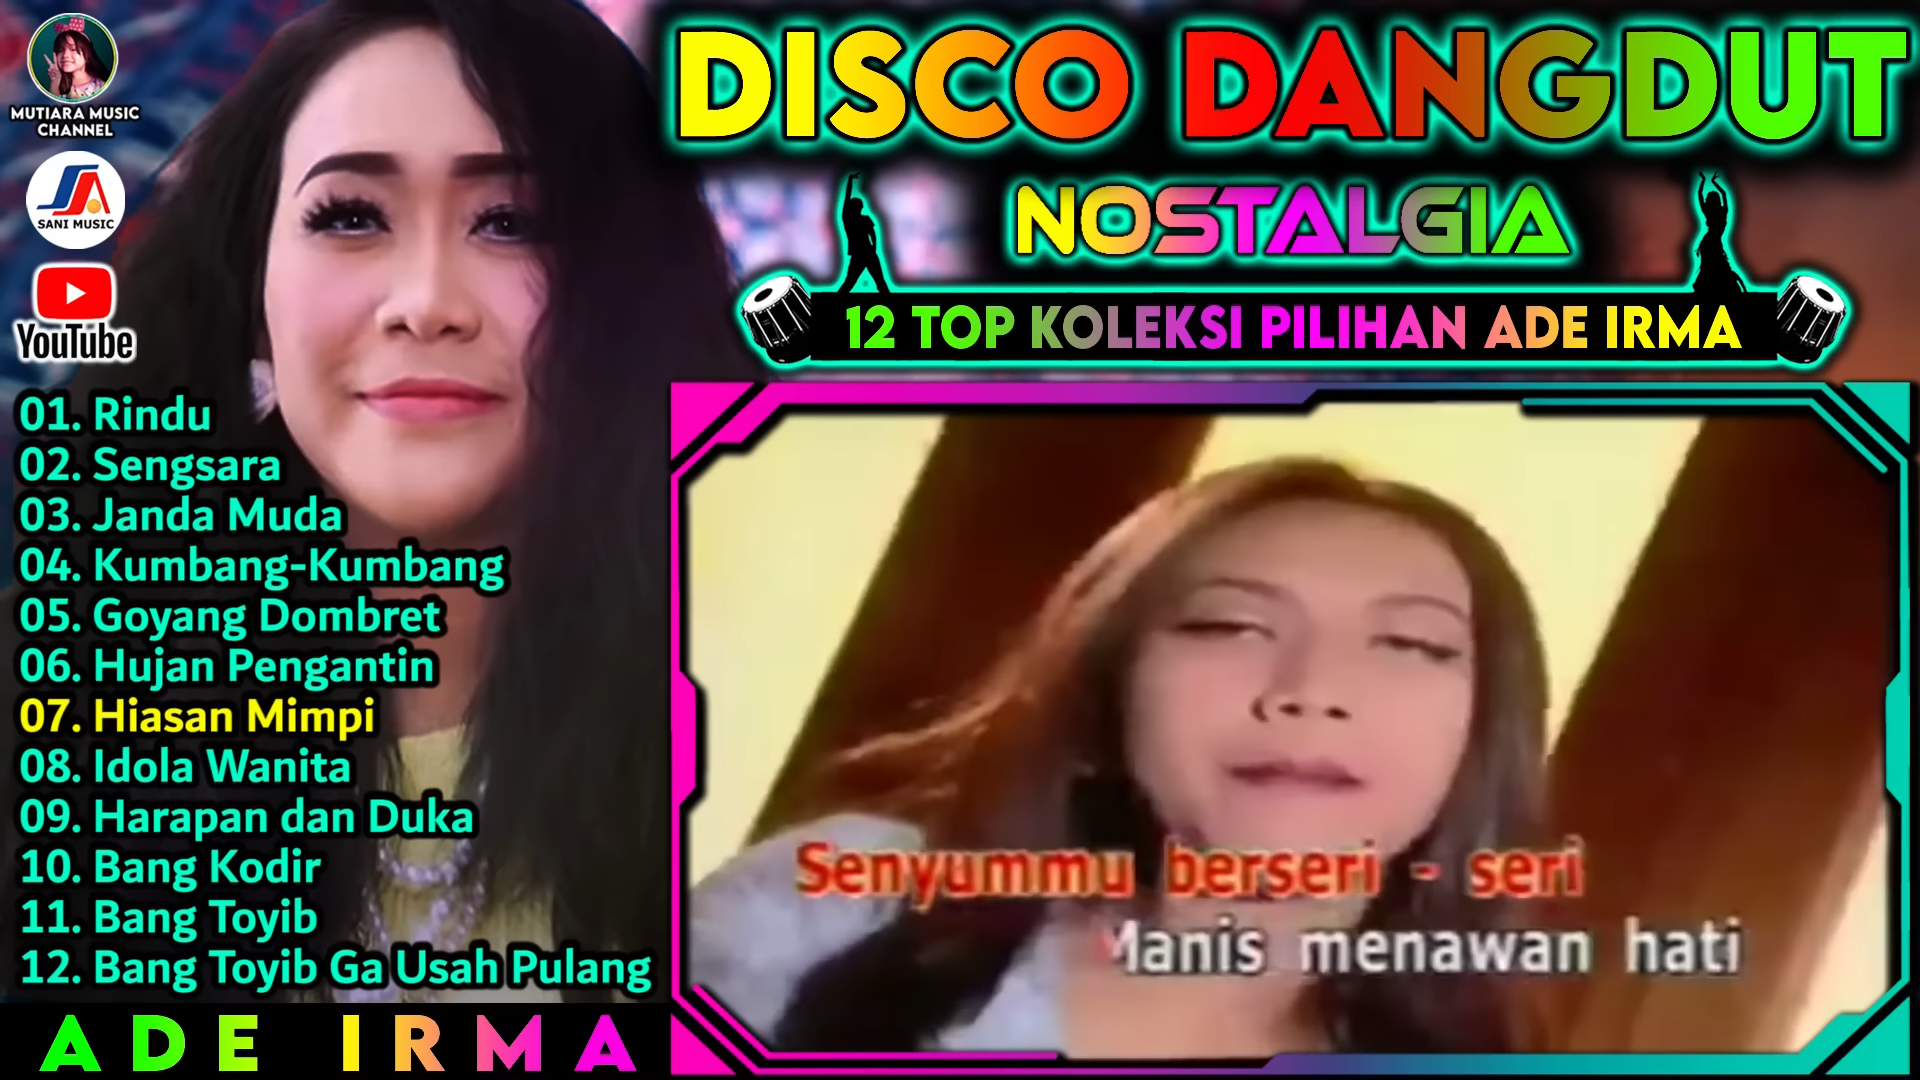 MUTIARA MUSIC
CHANNEL
SANI MUSIC
YouTube
DISCO DANGDUT
NOSTALGIA
12 TOP KOLEKSI PILIHAN ADE IRMA
01. Rindu
02. Sengsara
03. Janda Muda
04. Kumbang-Kumbang
05. Goyang Dombret
06. Hujan Pengantin
07. Hiasan Mimpi
08. Idola Wanita
09. Harapan dan Duka
10. Bang Kodir
11. Bang Toyib
12. Bang Toyib Ga Usah Pulang
ADE IRMA
Senyummu berseri - seri
Manis menawan hati